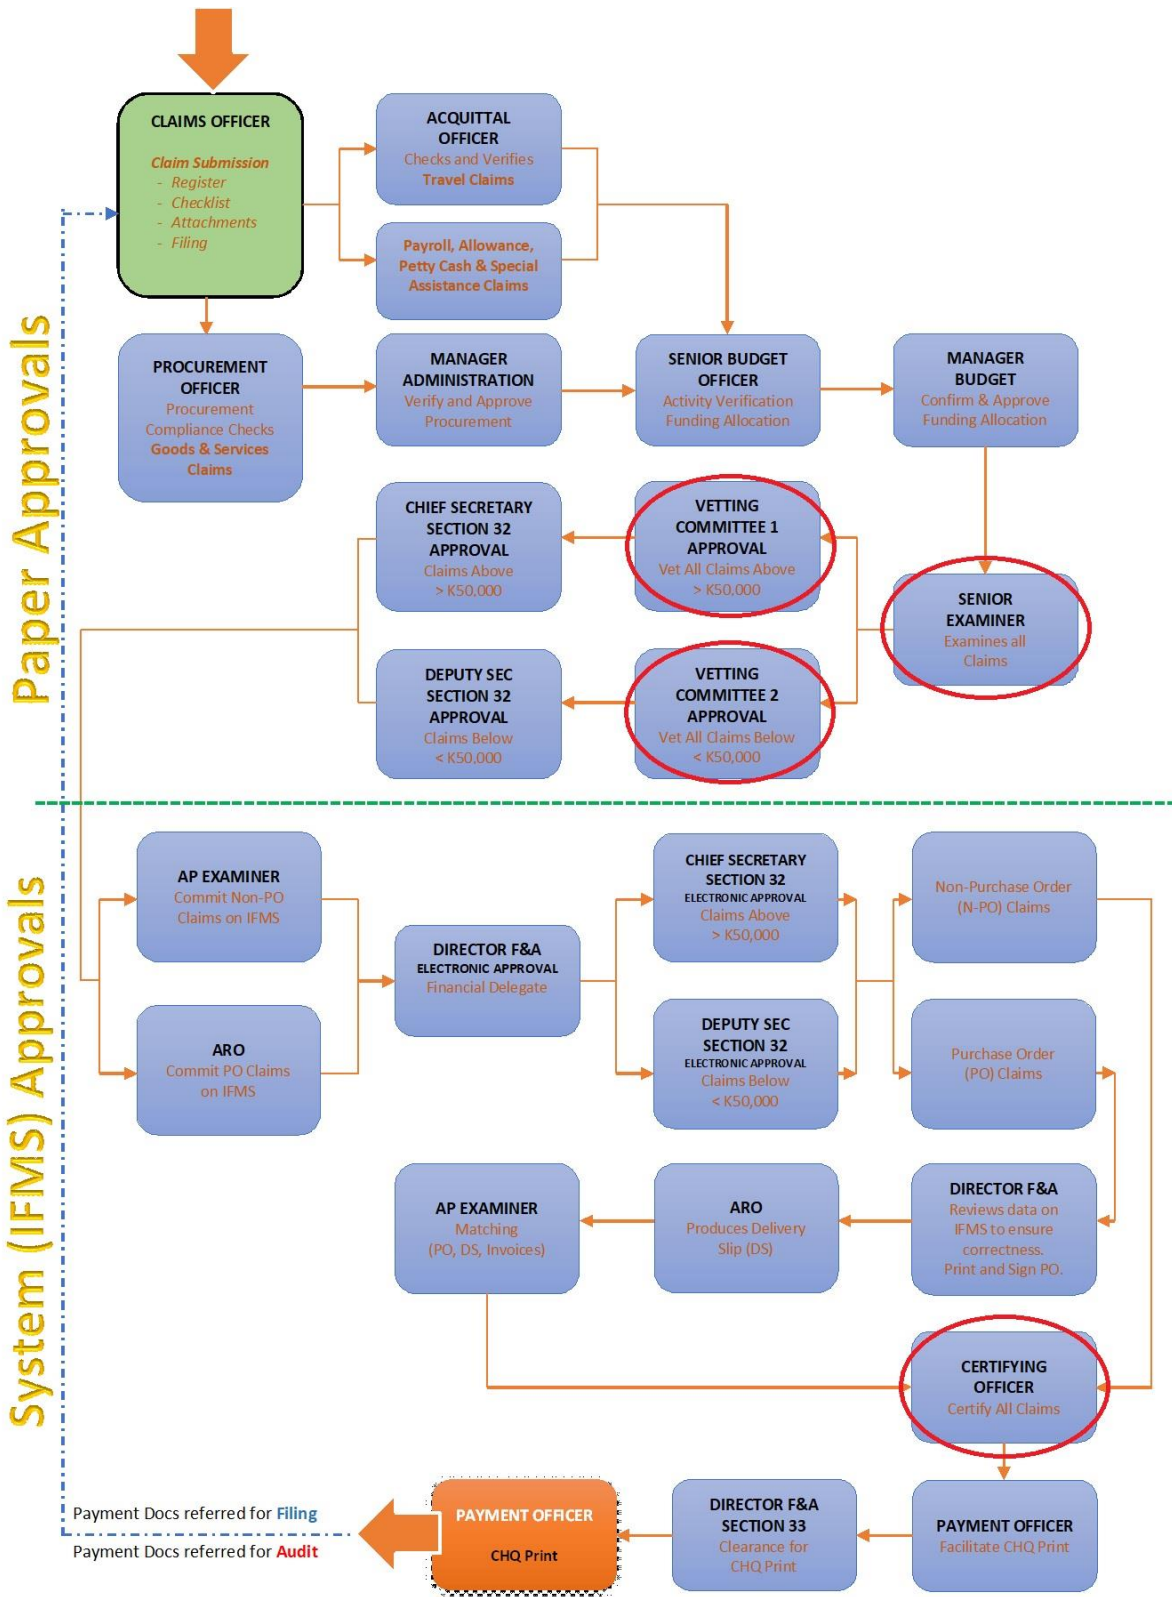 CLAIMS OFFICER
Claim Submission
- Register
- Checklist
- Attachments
- Filing
ACQUITTAL
OFFICER
Checks and Verifies
Travel Claims
Payroll, Allowance,
Petty Cash & Special
Assistance Claims
Paper Approvals
PROCUREMENT
OFFICER
Procurement
Compliance Checks
Goods & Services
Claims
MANAGER
ADMINISTRATION
Verify and Approve
Procurement
SENIOR BUDGET
OFFICER
Activity Verification
Funding Allocation
MANAGER
BUDGET
Confirm & Approve
Funding Allocation
CHIEF SECRETARY
SECTION 32
APPROVAL
Claims Above
> K50,000
VETTING
COMMITTEE 1
APPROVAL
Vet All Claims Above
> K50,000
SENIOR
EXAMINER
Examines all
Claims
DEPUTY SEC
SECTION 32
APPROVAL
Claims Below
< K50,000
VETTING
COMMITTEE 2
APPROVAL
Vet All Claims Below
< K50,000
System (IFMS) Approvals
AP EXAMINER
Commit Non-PO
Claims on IFMS
ARO
Commit PO Claims
on IFMS
DIRECTOR F&A
ELECTRONIC APPROVAL
Financial Delegate
CHIEF SECRETARY
SECTION 32
ELECTRONIC APPROVAL
Claims Above
> K50,000
DEPUTY SEC
SECTION 32
ELECTRONIC APPROVAL
Claims Below
< K50,000
Non-Purchase Order
(N-PO) Claims
Purchase Order
(PO) Claims
AP EXAMINER
Matching
(PO, DS, Invoices)
ARO
Produces Delivery
Slip (DS)
DIRECTOR F&A
Reviews data on
IFMS to ensure
correctness.
Print and Sign PO.
CERTIFYING
OFFICER
Certify All Claims
Payment Docs referred for Filing
Payment Docs referred for Audit
PAYMENT OFFICER
CHQ Print
DIRECTOR F&A
SECTION 33
Clearance for
CHQ Print
PAYMENT OFFICER
Facilitate CHQ Print